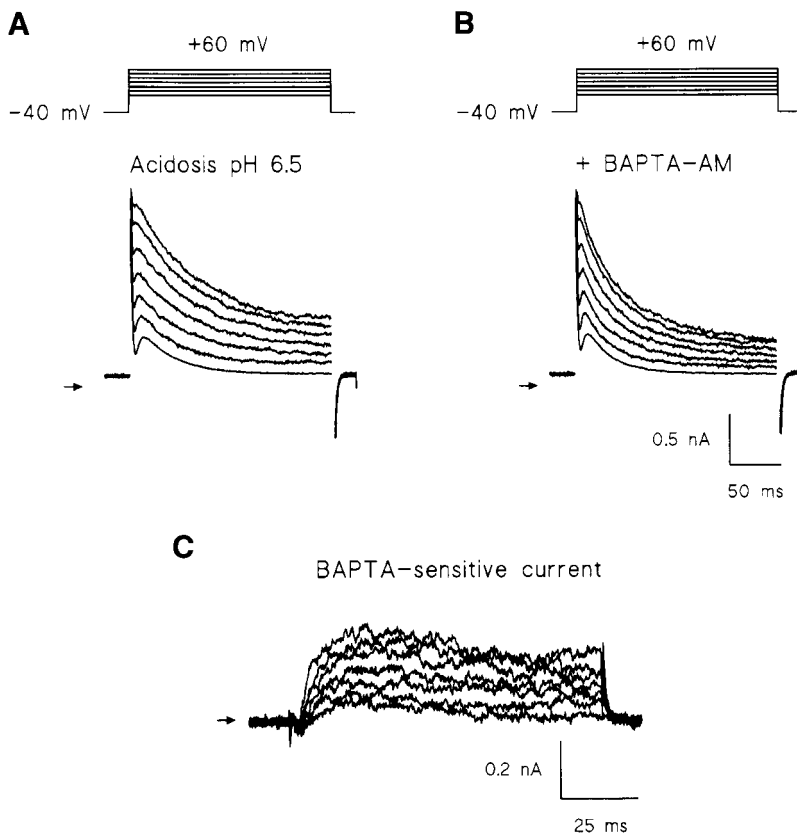 A
+60 mV
-40 mV
Acidosis pH 6.5
B
+60 mV
-40 mV
+ BAPTA-AM
0.5 nA
50 ms
C
BAPTA-sensitive current
0.2 nA
25 ms